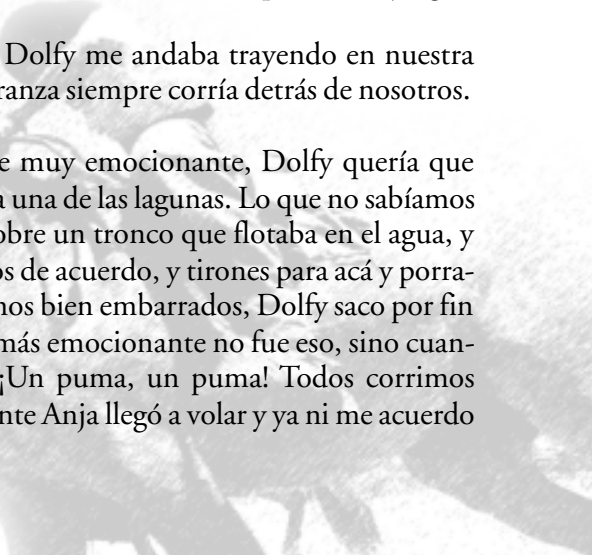 Dolfy me andaba trayendo en nuestra
ranza siempre corría detrás de nosotros.
e muy emocionante, Dolfy quería que
a una de las lagunas. Lo que no sabíamos
obre un tronco que flotaba en el agua, y
os de acuerdo, y tirones para acá y porra-
nos bien embarrados, Dolfy saco por fin
más emocionante no fue eso, sino cuan-
¡Un puma, un puma! Todos corrimos
nte Anja llegó a volar y ya ni me acuerdo